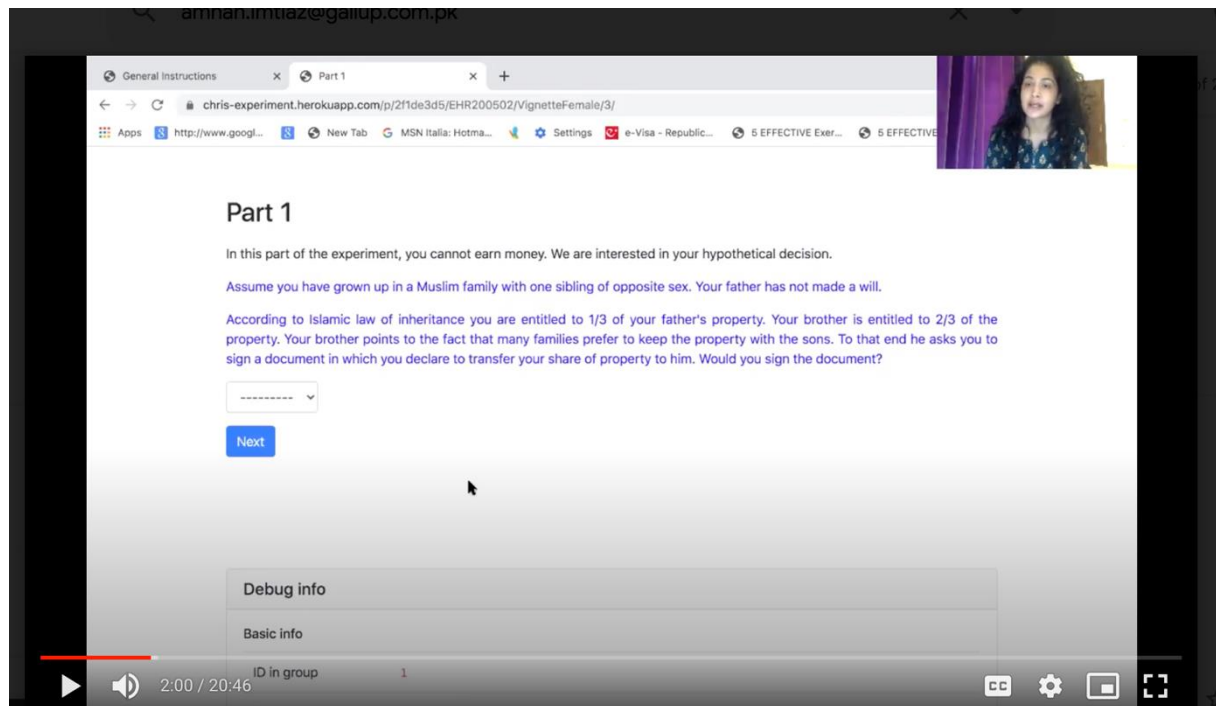 amnah.imtiaz@gallup.com.pk
General Instructions
Part 1
chris-experiment.herokuapp.com/p/2f1de3d5/EHR200502/VignetteFemale/3/
Apps http://www.googl... New Tab MSN Italia: Hotma... Settings e-Visa - Republic... 5 EFFECTIVE Exer... 5 EFFECTIVE
Part 1
In this part of the experiment, you cannot earn money. We are interested in your hypothetical decision.
Assume you have grown up in a Muslim family with one sibling of opposite sex. Your father has not made a will.
According to Islamic law of inheritance you are entitled to 1/3 of your father's property. Your brother is entitled to 2/3 of the
property. Your brother points to the fact that many families prefer to keep the property with the sons. To that end he asks you to
sign a document in which you declare to transfer your share of property to him. Would you sign the document?
---------
Next
Debug info
Basic info
ID in group 1
2:00 / 20:46
CC